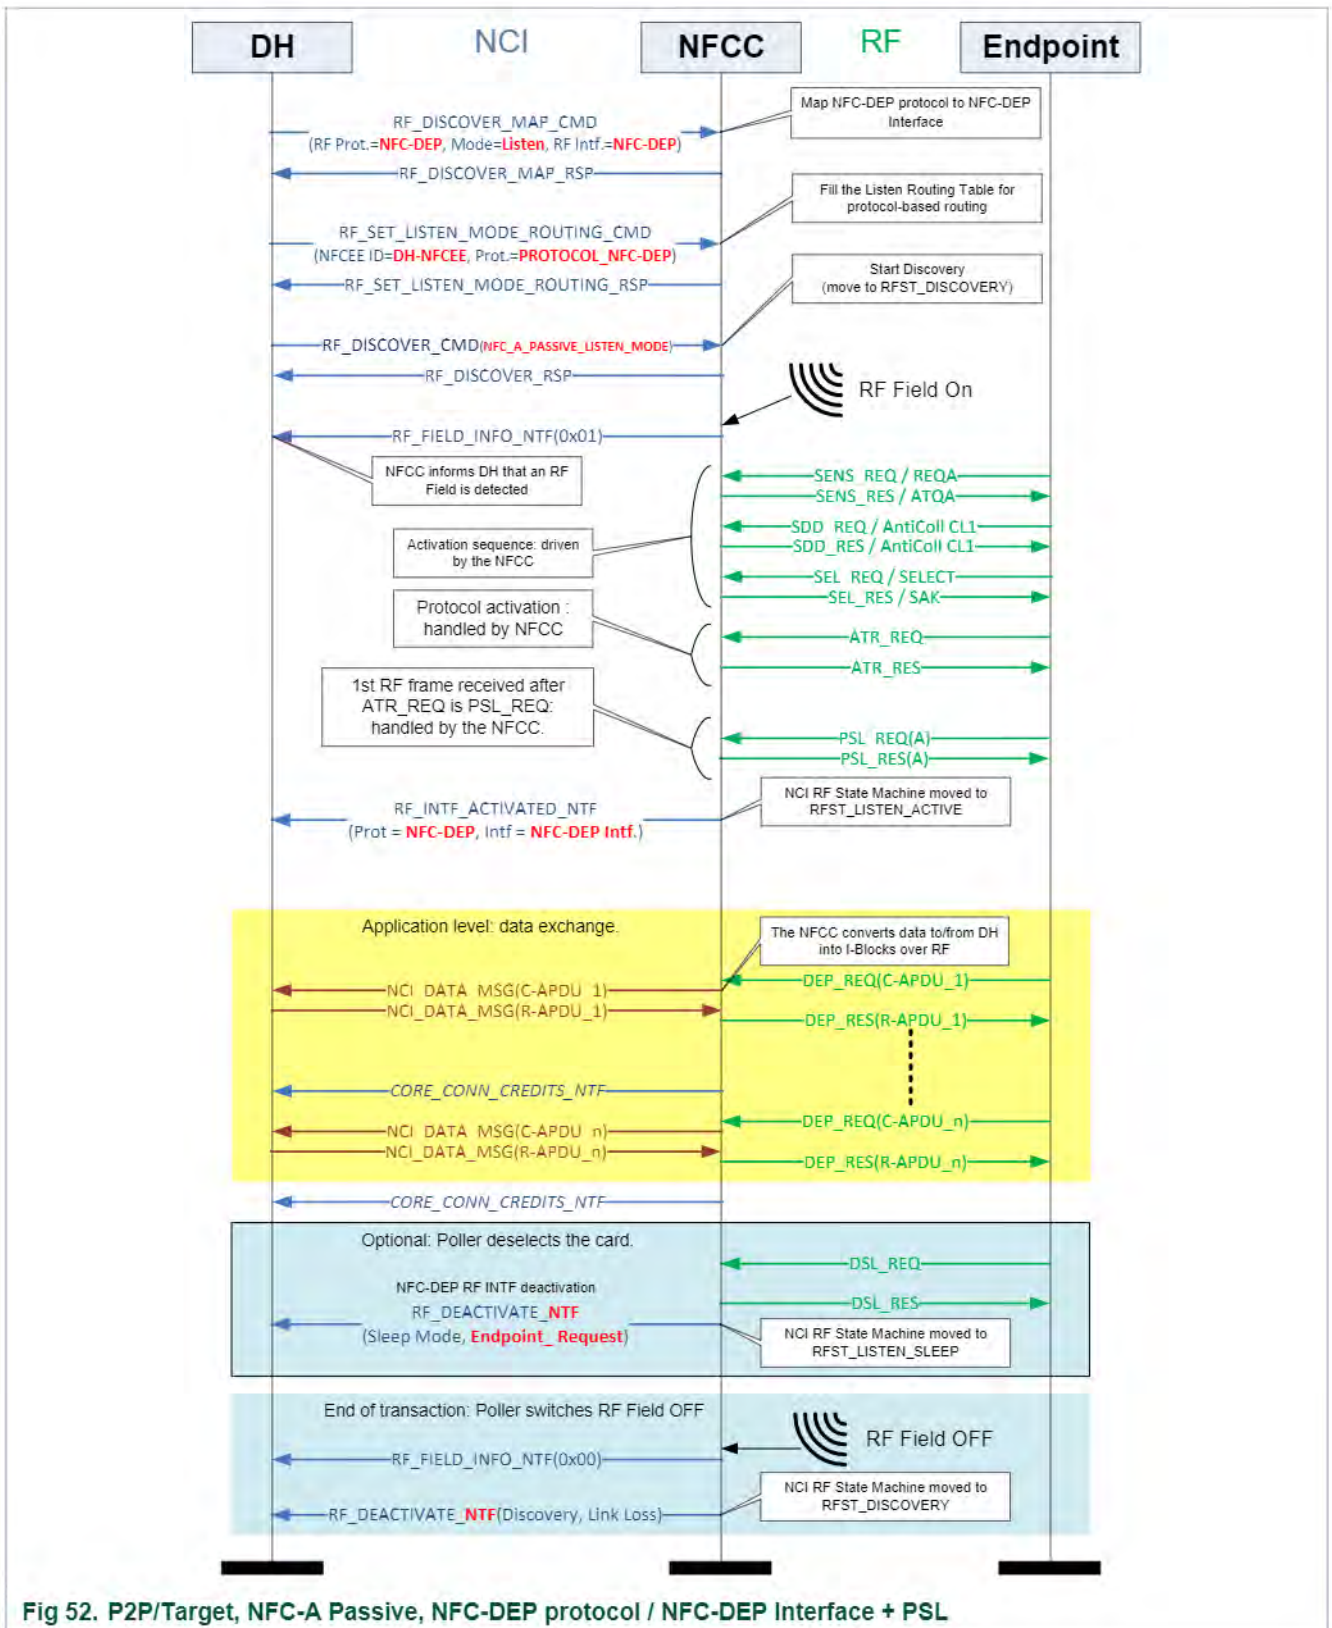 DH
NCI
NFCC
RF
Endpoint
Map NFC-DEP protocol to NFC-DEP
Interface
RF_DISCOVER_MAP_CMD
(RF Prot.=NFC-DEP, Mode=Listen, RF Intf.=NFC-DEP)
RF_DISCOVER_MAP_RSP
Fill the Listen Routing Table for
protocol-based routing
RF_SET_LISTEN_MODE_ROUTING_CMD
(NFCEE ID=DH-NFCEE, Prot.=PROTOCOL_NFC-DEP)
RF_SET_LISTEN_MODE_ROUTING_RSP
Start Discovery
(move to RFST_DISCOVERY)
RF_DISCOVER_CMD(NFC_A_PASSIVE_LISTEN_MODE)
RF_DISCOVER_RSP
RF Field On
RF_FIELD_INFO_NTF(0x01)
NFCC informs DH that an RF
Field is detected
SENS_REQ / REQA
SENS_RES / ATQA
SDD_REQ / AntiColl CL1
SDD_RES / AntiColl CL1
Activation sequence: driven
by the NFCC
SEL_REQ / SELECT
SEL_RES / SAK
Protocol activation :
handled by NFCC
ATR_REQ
ATR_RES
1st RF frame received after
ATR_REQ is PSL_REQ:
handled by the NFCC.
PSL_REQ(A)
PSL_RES(A)
NCI RF State Machine moved to
RFST_LISTEN_ACTIVE
RF_INTF_ACTIVATED_NTF
(Prot = NFC-DEP, Intf = NFC-DEP Intf.)
Application level: data exchange.
The NFCC converts data to/from DH
into I-Blocks over RF
DEP_REQ(C-APDU_1)
NCI_DATA_MSG(C-APDU_1)
NCI_DATA_MSG(R-APDU_1)
DEP_RES(R-APDU_1)
CORE_CONN_CREDITS_NTF
DEP_REQ(C-APDU_n)
NCI_DATA_MSG(C-APDU_n)
NCI_DATA_MSG(R-APDU_n)
DEP_RES(R-APDU_n)
CORE_CONN_CREDITS_NTF
Optional: Poller deselects the card.
DSL_REQ
NFC-DEP RF INTF deactivation
RF_DEACTIVATE_NTF
(Sleep Mode, Endpoint_ Request)
DSL_RES
NCI RF State Machine moved to
RFST_LISTEN_SLEEP
End of transaction: Poller switches RF Field OFF
RF Field OFF
RF_FIELD_INFO_NTF(0x00)
NCI RF State Machine moved to
RFST_DISCOVERY
RF_DEACTIVATE_NTF(Discovery, Link Loss)
Fig 52. P2P/Target, NFC-A Passive, NFC-DEP protocol / NFC-DEP Interface + PSL